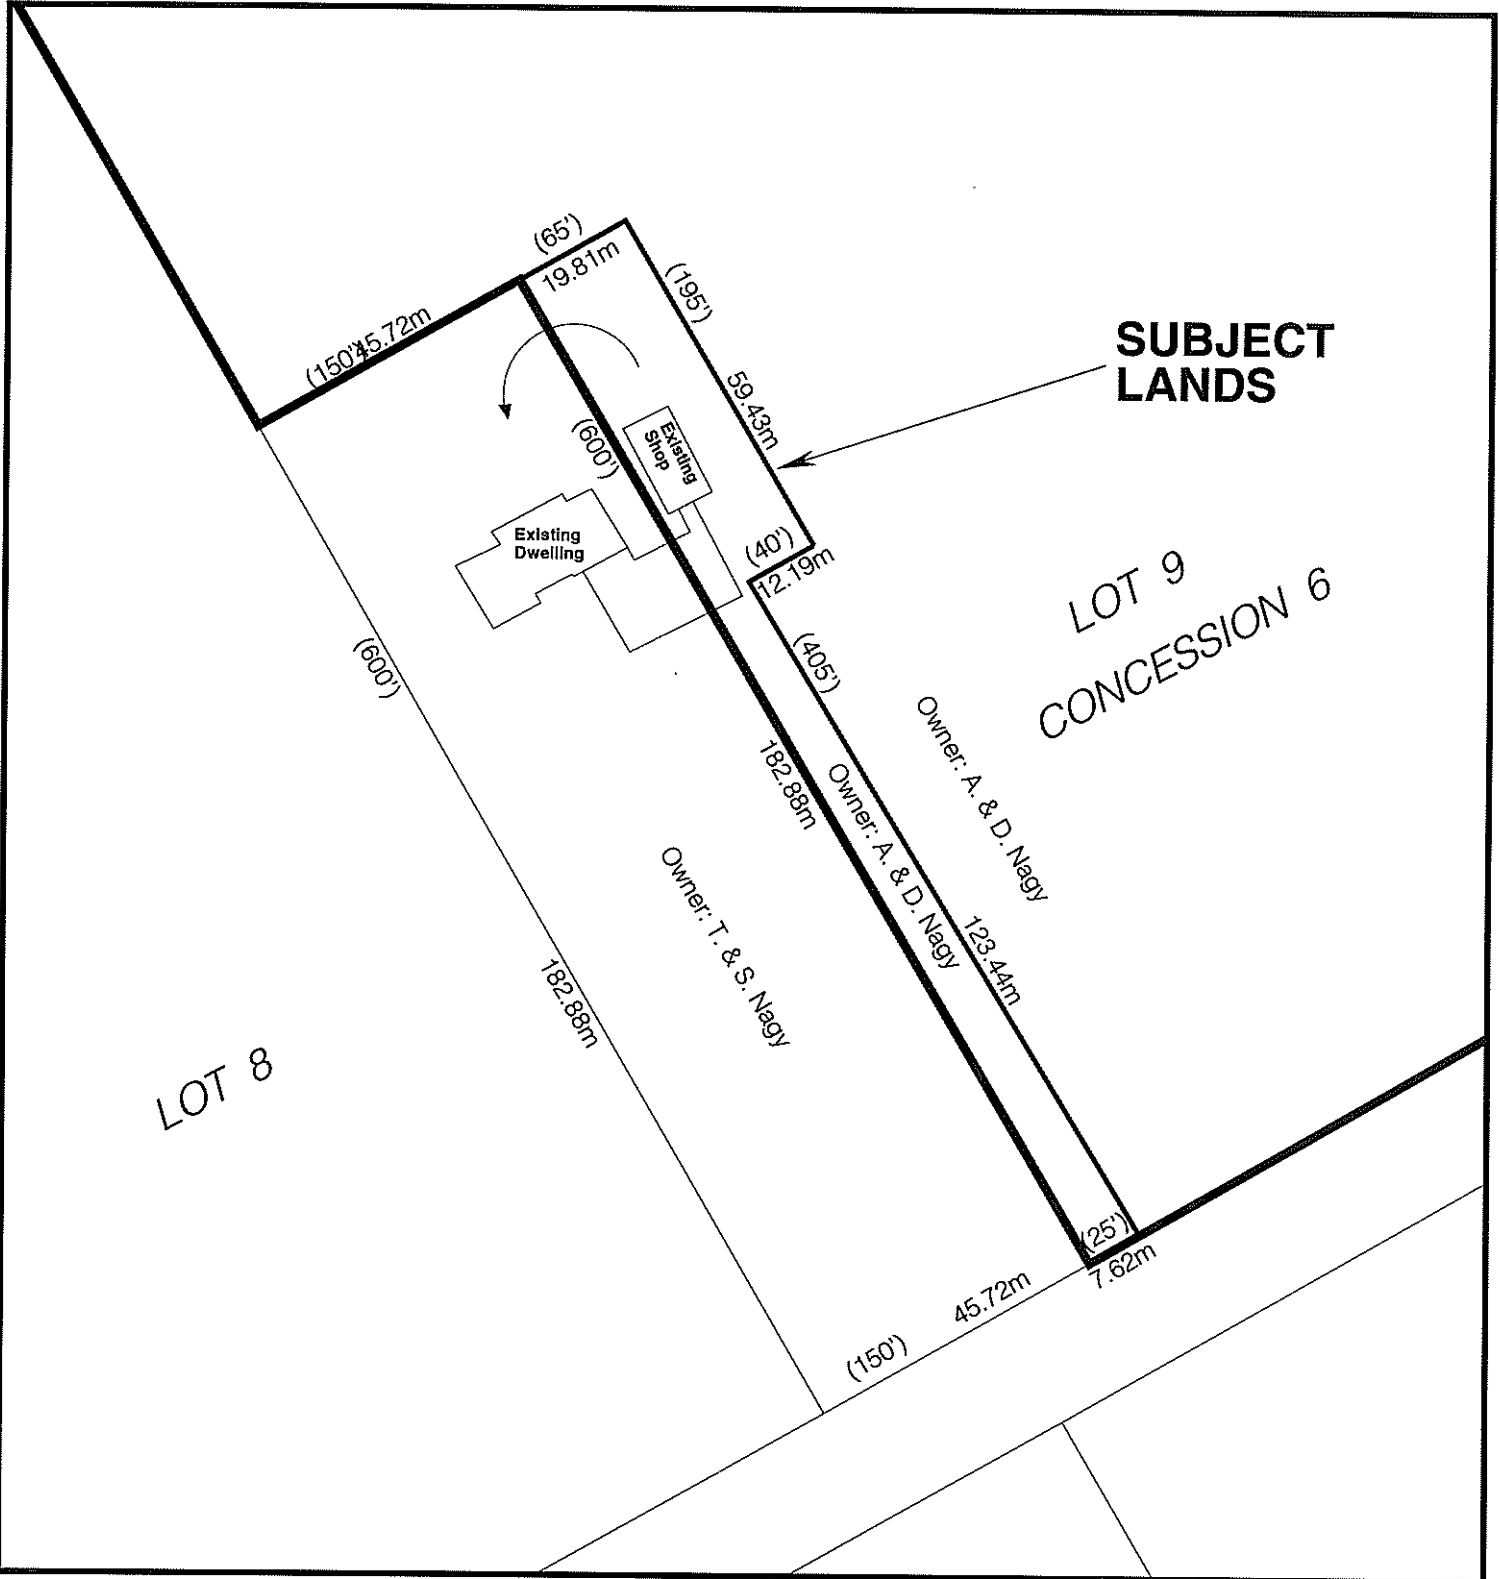 (65')
19.81m
(195')
(150')
45.72m
SUBJECT
LANDS
59.43m
(600')
Existing
Shop
Existing
Dwelling
(40')
12.19m
LOT 9
CONCESSION 6
(600')
(405')
Owner: A. & D. Nagy
182.88m
Owner: A. & D. Nagy
Owner: T. & S. Nagy
123.44m
182.88m
LOT 8
(25')
7.62m
45.72m
(150')